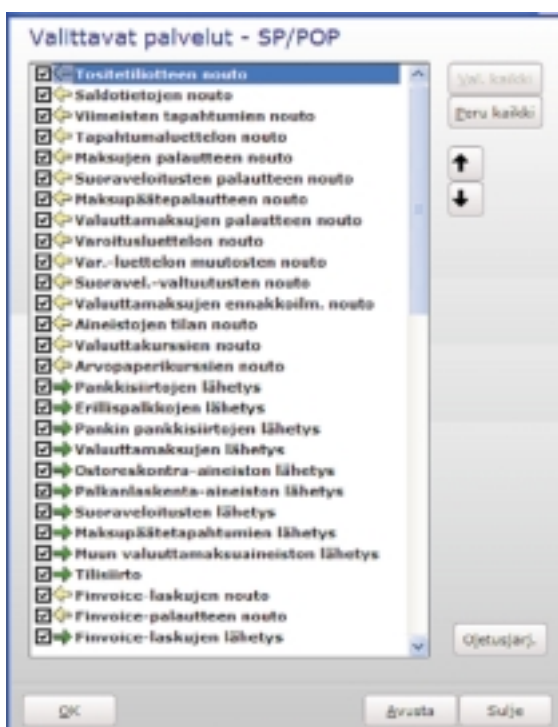 Valittavat palvelut - SP/POP
Tositetiliotteen nouto
Saldotietojen nouto
Viimeisten tapahtumien nouto
Tapahtumaluettelon nouto
Maksujen palautteen nouto
Suoraveloitusten palautteen nouto
Maksupäätepalautteen nouto
Valuuttamaksujen palautteen nouto
Varoitusluettelon nouto
Var.-luettelon muutosten nouto
Suoravel.-valtuutusten nouto
Valuuttamaksujen ennakkoilm. nouto
Aineistojen tilan nouto
Valuuttakurssien nouto
Arvopaperikurssien nouto
Pankkisiirtojen lähetys
Erillispalkkojen lähetys
Pankin pankkisiirtojen lähetys
Valuuttamaksujen lähetys
Ostoreskontra-aineiston lähetys
Palkanlaskenta-aineiston lähetys
Suoraveloitusten lähetys
Maksupäätetapahtumien lähetys
Muun valuuttamaksuaineiston lähetys
Tilisiirto
Finvoice-laskujen nouto
Finvoice-palautteen nouto
Finvoice-laskujen lähetys
Val. kaikki
Peru kaikki
Oletusjärj.
OK
Avusta
Sulje